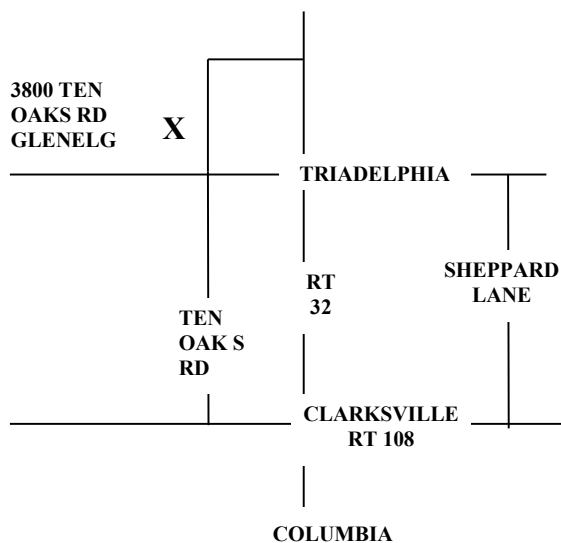 3800 TEN
OAKS RD
GLENELG
X
TRIADELPHIA
SHEPPARD
LANE
RT
32
TEN
OAK S
RD
CLARKSVILLE
RT 108
COLUMBIA